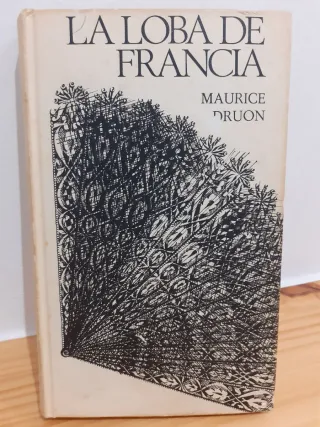 LA LOBA DE
FRANCIA
MAURICE
DRUON